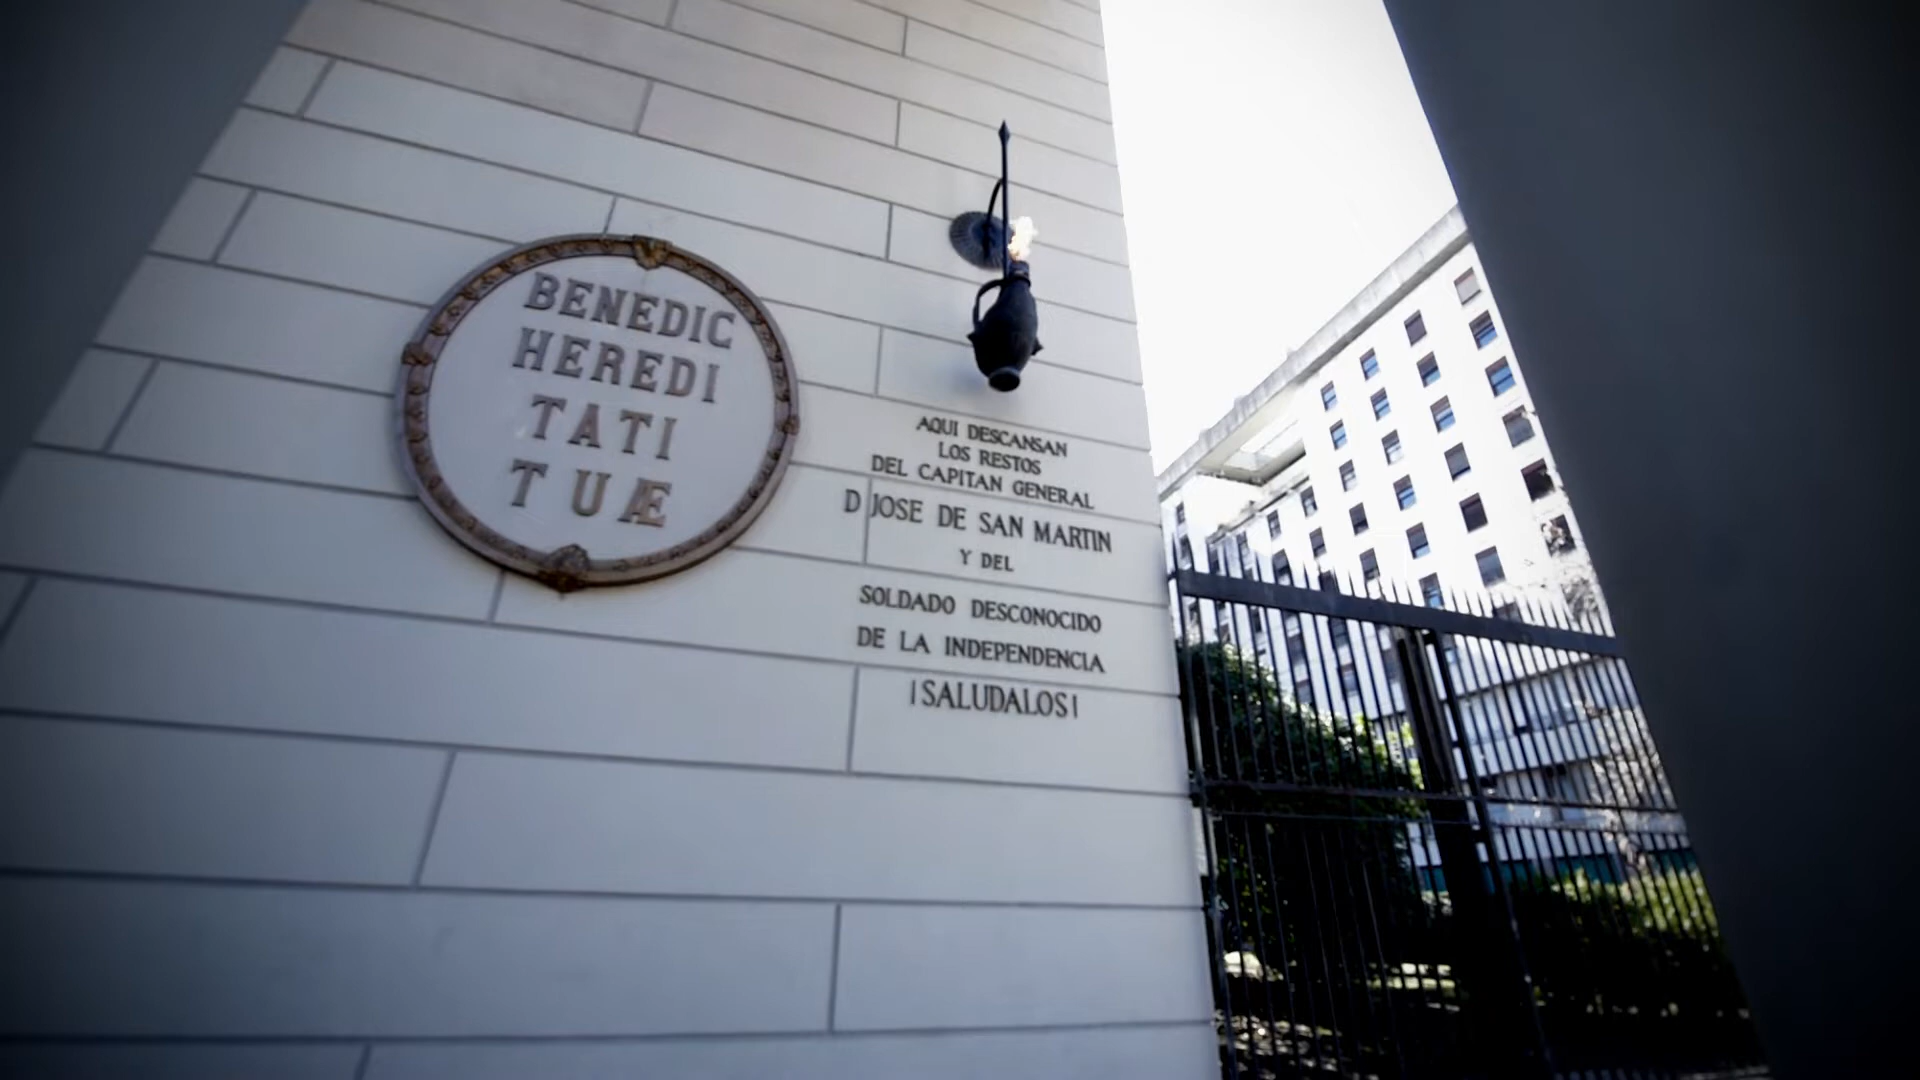 BENEDIC
HEREDI
TATI
TUÆ
AQUI DESCANSAN
LOS RESTOS
DEL CAPITAN GENERAL
D JOSE DE SAN MARTIN
Y DEL
SOLDADO DESCONOCIDO
DE LA INDEPENDENCIA
¡SALUDALOS!